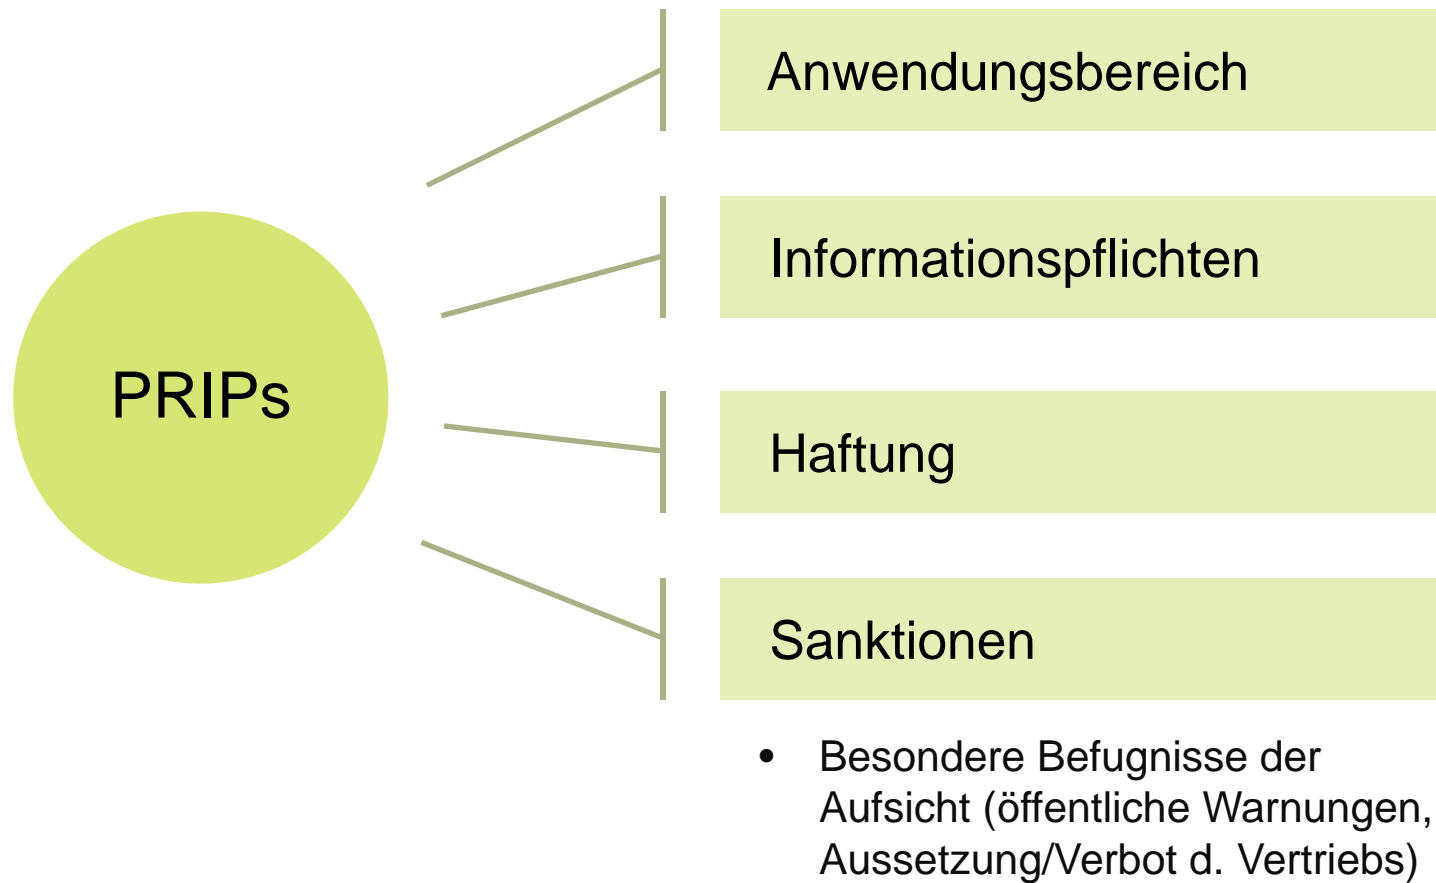 PRIPs
Anwendungsbereich
Informationspflichten
Haftung
Sanktionen
• Besondere Befugnisse der
Aufsicht (öffentliche Warnungen,
Aussetzung/Verbot d. Vertriebs)